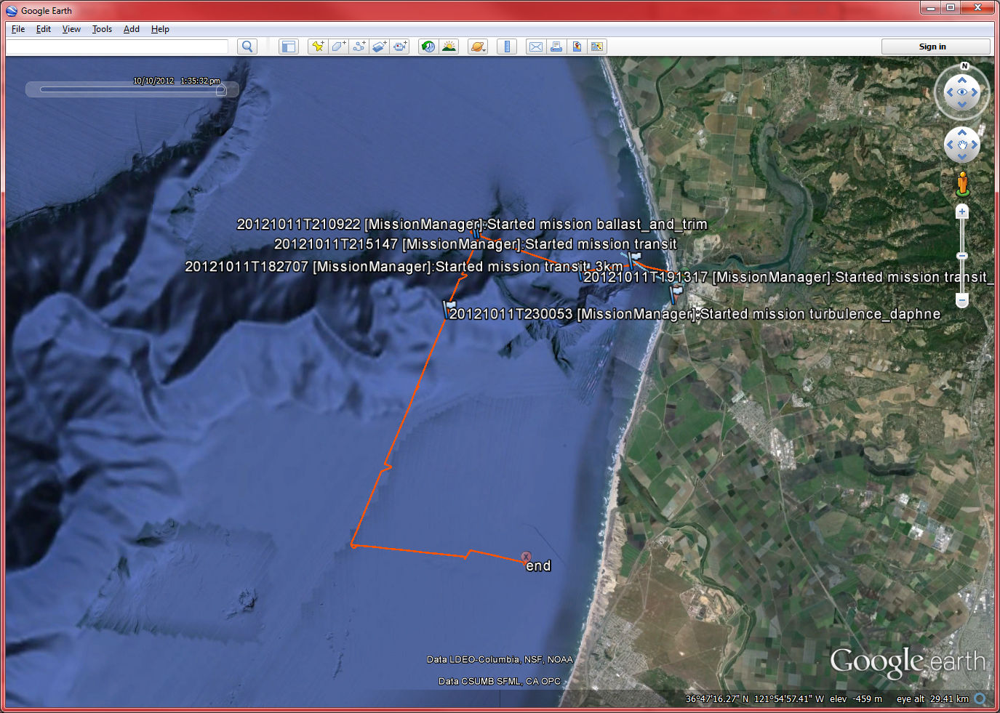 Google Earth
File Edit View Tools Add Help
Sign in
N
10/10/2012 1:35:32 pm
20121011T210922 [MissionManager]:Started mission ballast_and_trim
20121011T215147 [MissionManager]:Started mission transit
20121011T182707 [MissionManager]:Started mission transit_3km
20121011T191317 [MissionManager]:Started mission transit_
20121011T230053 [MissionManager]:Started mission turbulence_daphne
X
end
Data LDEO-Columbia, NSF, NOAA
Google earth
Data CSUMB SFML, CA OPC
36°47'16.27" N 121°54'57.41" W elev -459 m eye alt 29.41 km